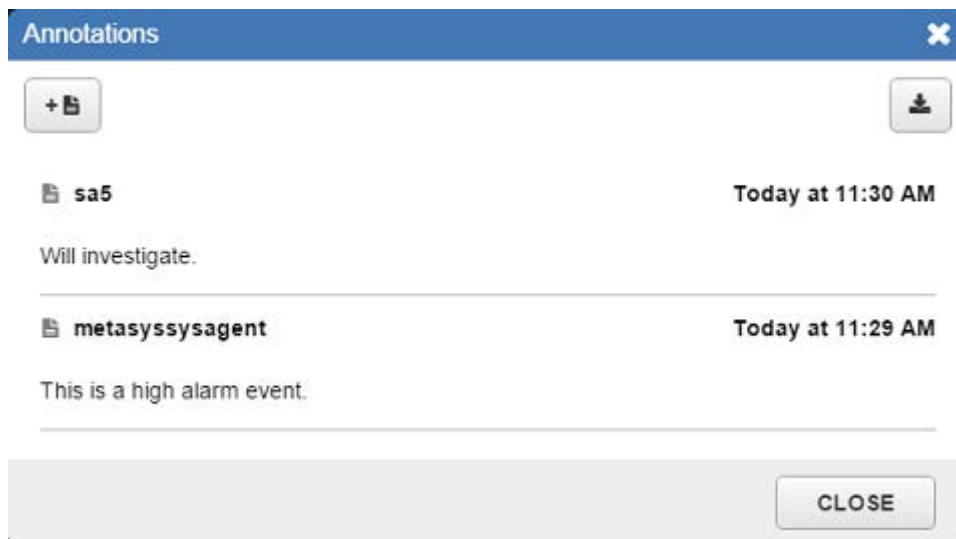 Annotations
sa5 Today at 11:30 AM
Will investigate.
metasyssysagent Today at 11:29 AM
This is a high alarm event.
CLOSE